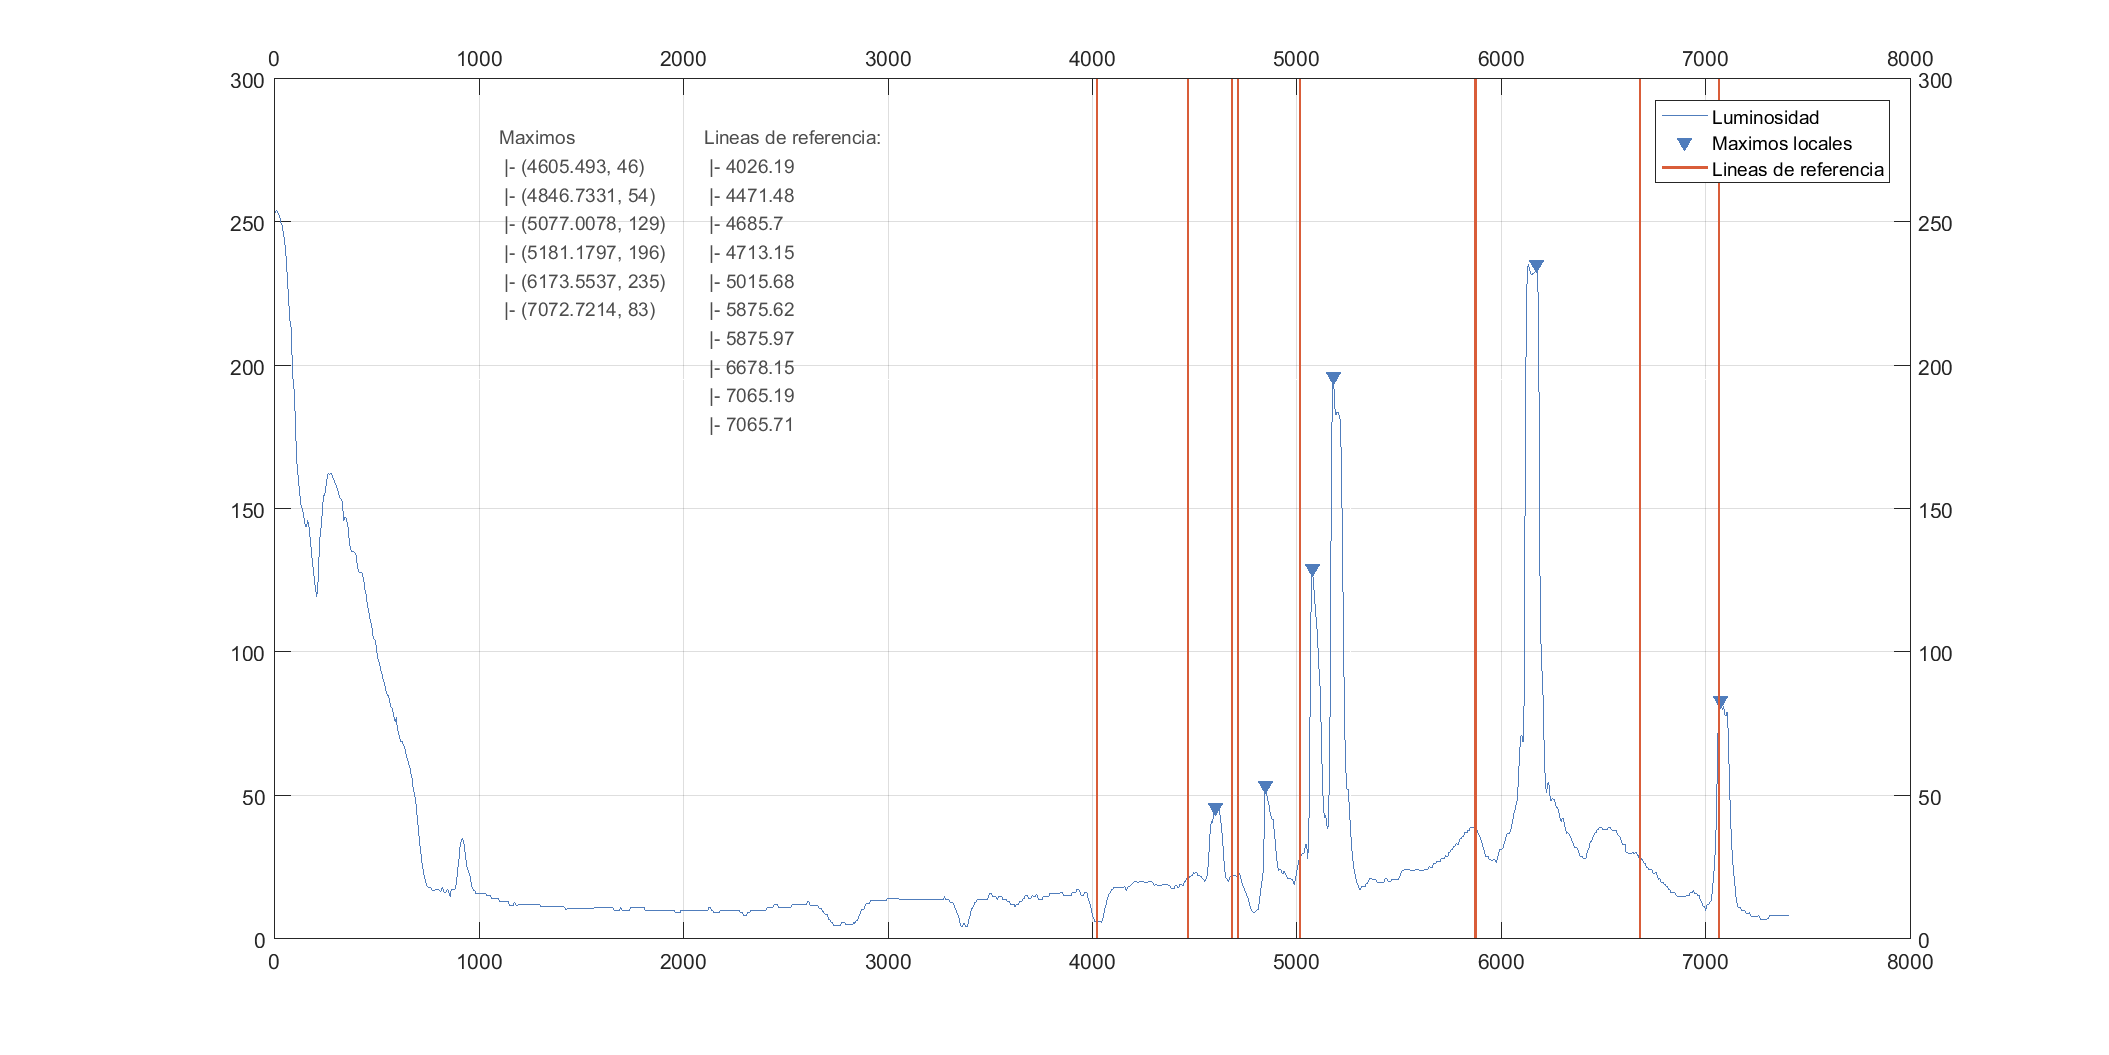 0 1000 2000 3000 4000 5000 6000 7000 8000
300 300
Luminosidad
Maximos locales
Lineas de referencia
Maximos Lineas de referencia:
|- (4605.493, 46) |- 4026.19
|- (4846.7331, 54) |- 4471.48
|- (5077.0078, 129) |- 4685.7
|- (5181.1797, 196) |- 4713.15
|- (6173.5537, 235) |- 5015.68
|- (7072.7214, 83) |- 5875.62
|- 5875.97
|- 6678.15
|- 7065.19
|- 7065.71
250 250
200 200
150 150
100 100
50 50
0 0
0 1000 2000 3000 4000 5000 6000 7000 8000